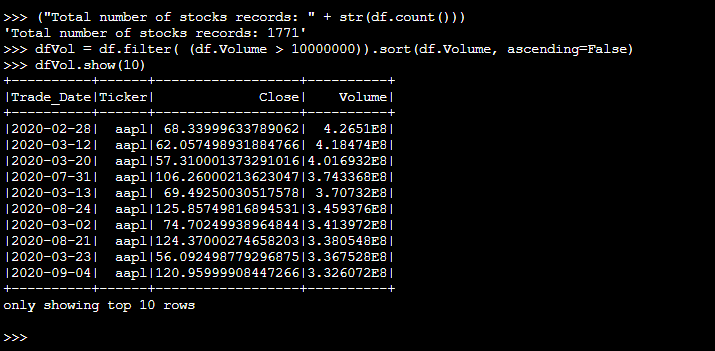 >>> ("Total number of stocks records: " + str(df.count()))
'Total number of stocks records: 1771'
>>> dfVol = df.filter( (df.Volume > 10000000)).sort(df.Volume, ascending=False)
>>> dfVol.show(10)
+----------+------+------------------+----------+
|Trade_Date|Ticker|             Close|    Volume|
+----------+------+------------------+----------+
|2020-02-28|  aapl| 68.33999633789062|  4.2651E8|
|2020-03-12|  aapl|62.057498931884766| 4.18474E8|
|2020-03-20|  aapl|57.310001373291016|4.016932E8|
|2020-07-31|  aapl|106.26000213623047|3.743368E8|
|2020-03-13|  aapl| 69.49250030517578| 3.70732E8|
|2020-08-24|  aapl|125.85749816894531|3.459376E8|
|2020-03-02|  aapl| 74.70249938964844|3.413972E8|
|2020-08-21|  aapl|124.37000274658203|3.380548E8|
|2020-03-23|  aapl|56.092498779296875|3.367528E8|
|2020-09-04|  aapl|120.95999908447266|3.326072E8|
+----------+------+------------------+----------+
only showing top 10 rows
>>>